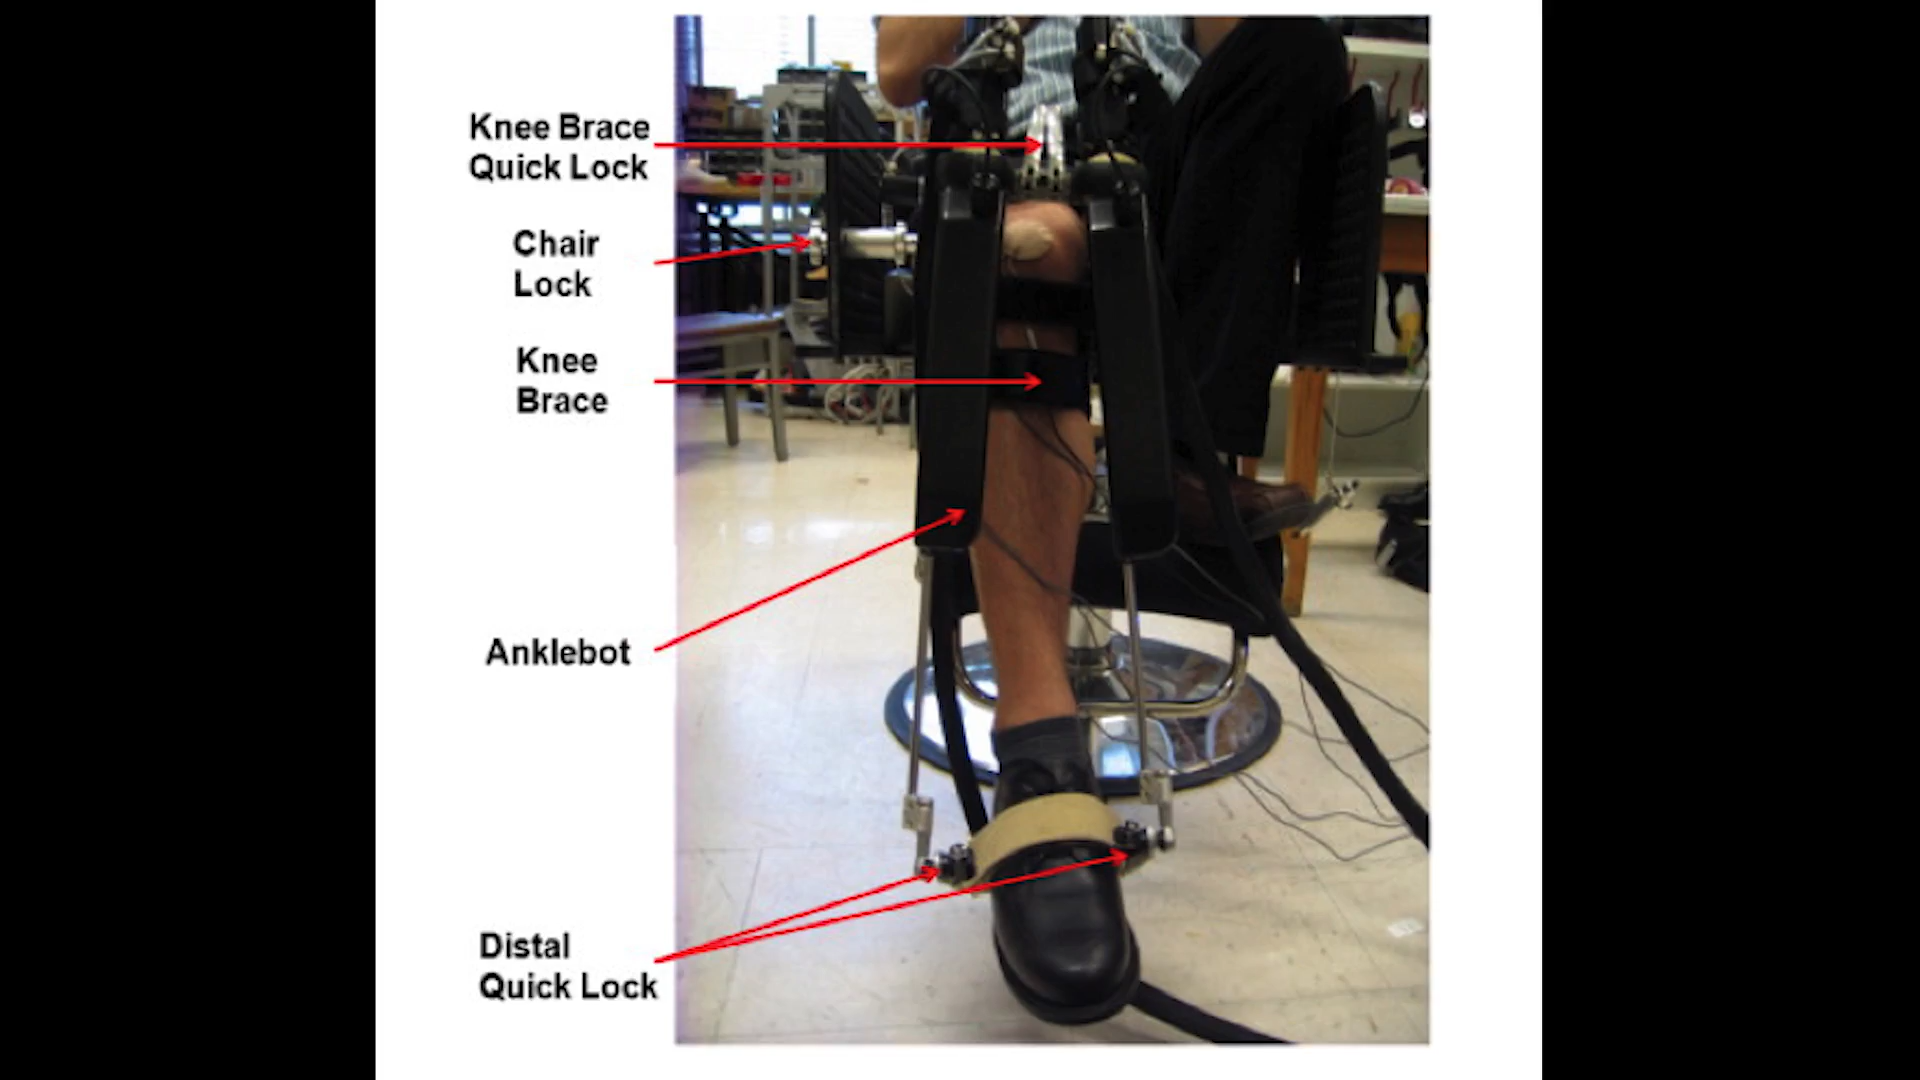 Knee Brace
Quick Lock
Chair
Lock
Knee
Brace
Anklebot
Distal
Quick Lock